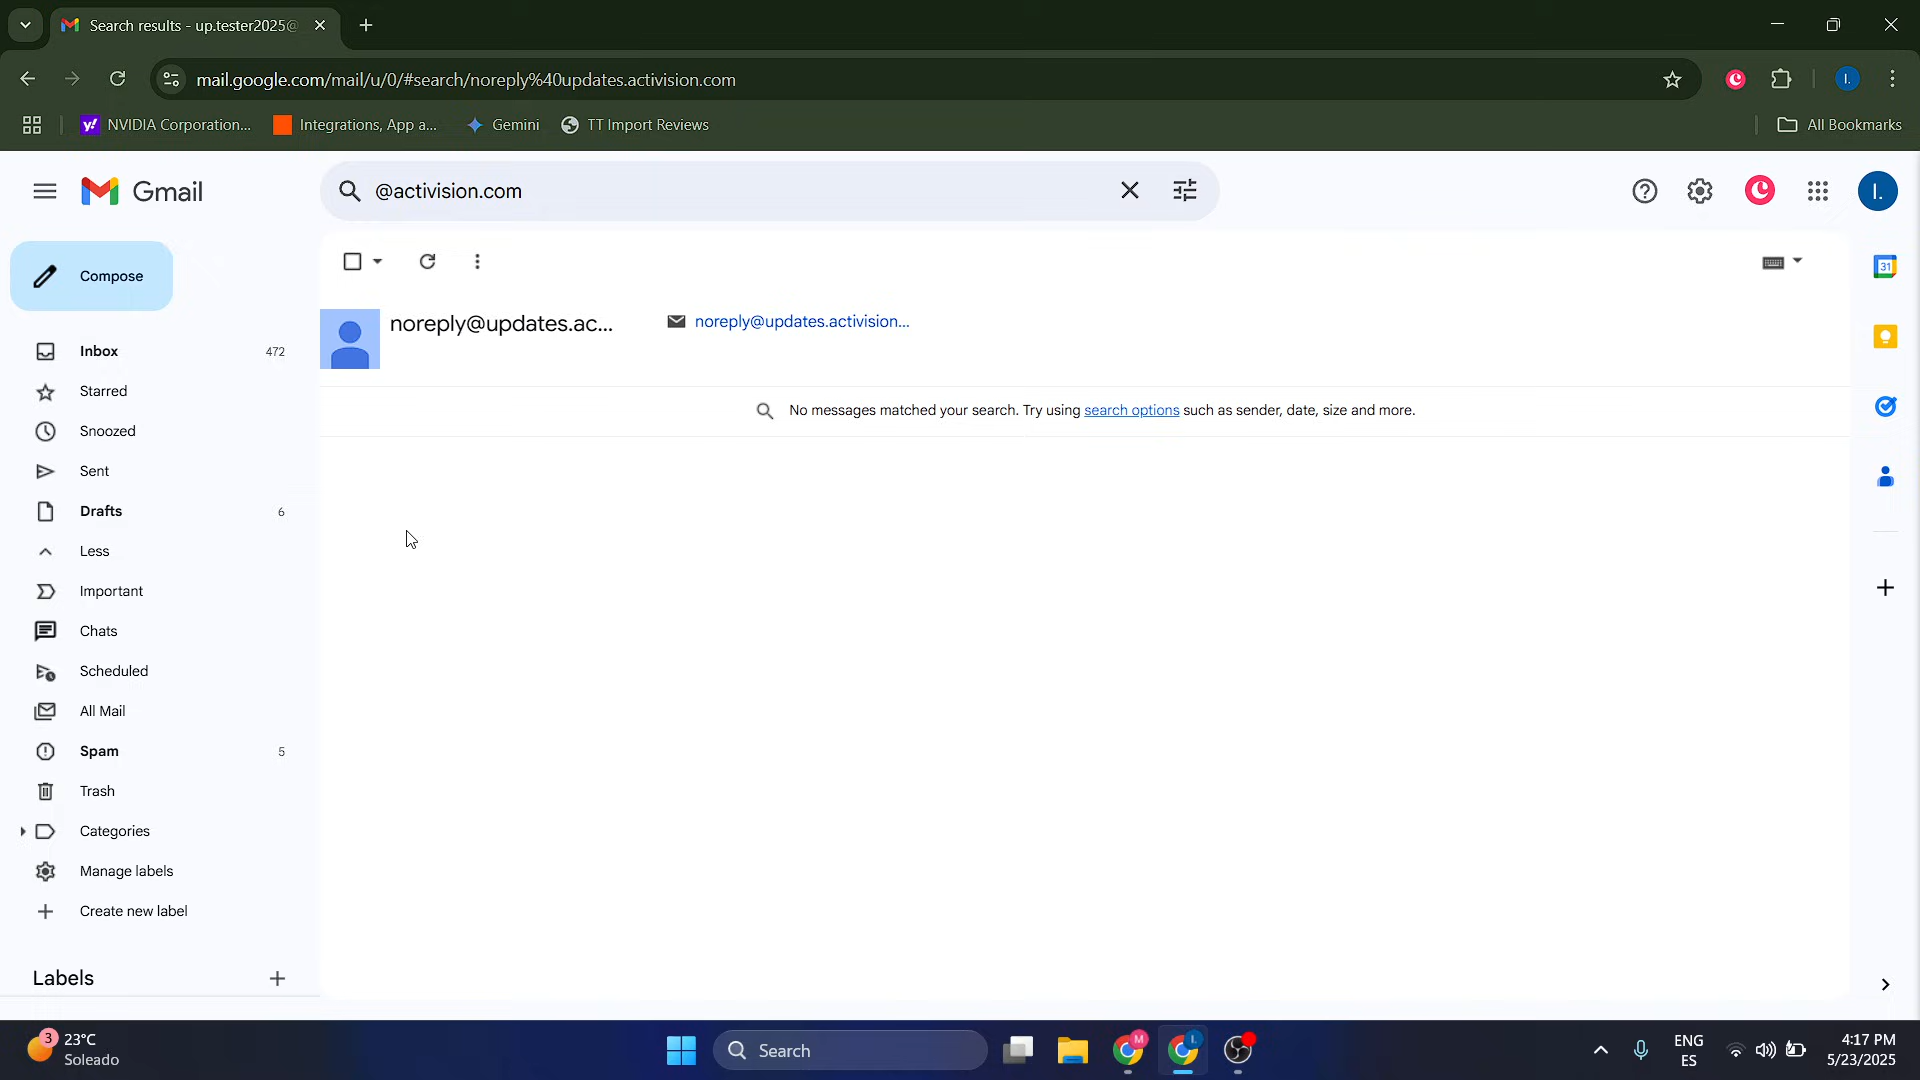 Search results - up.tester2025@
mail.google.com/mail/u/0/#search/noreply%40updates.activision.com
NVIDIA Corporation...
Integrations, App a...
Gemini
TT Import Reviews
All Bookmarks
Gmail
@activision.com
I.
Compose
noreply@updates.ac...
noreply@updates.activision...
Inbox 472
No messages matched your search. Try using search options such as sender, date, size and more.
Starred
Snoozed
Sent
Drafts 6
Less
Important
Chats
Scheduled
All Mail
Spam 5
Trash
Categories
Manage labels
Create new label
Labels
3
23°C
Soleado
Search
ENG
ES
4:17 PM
5/23/2025